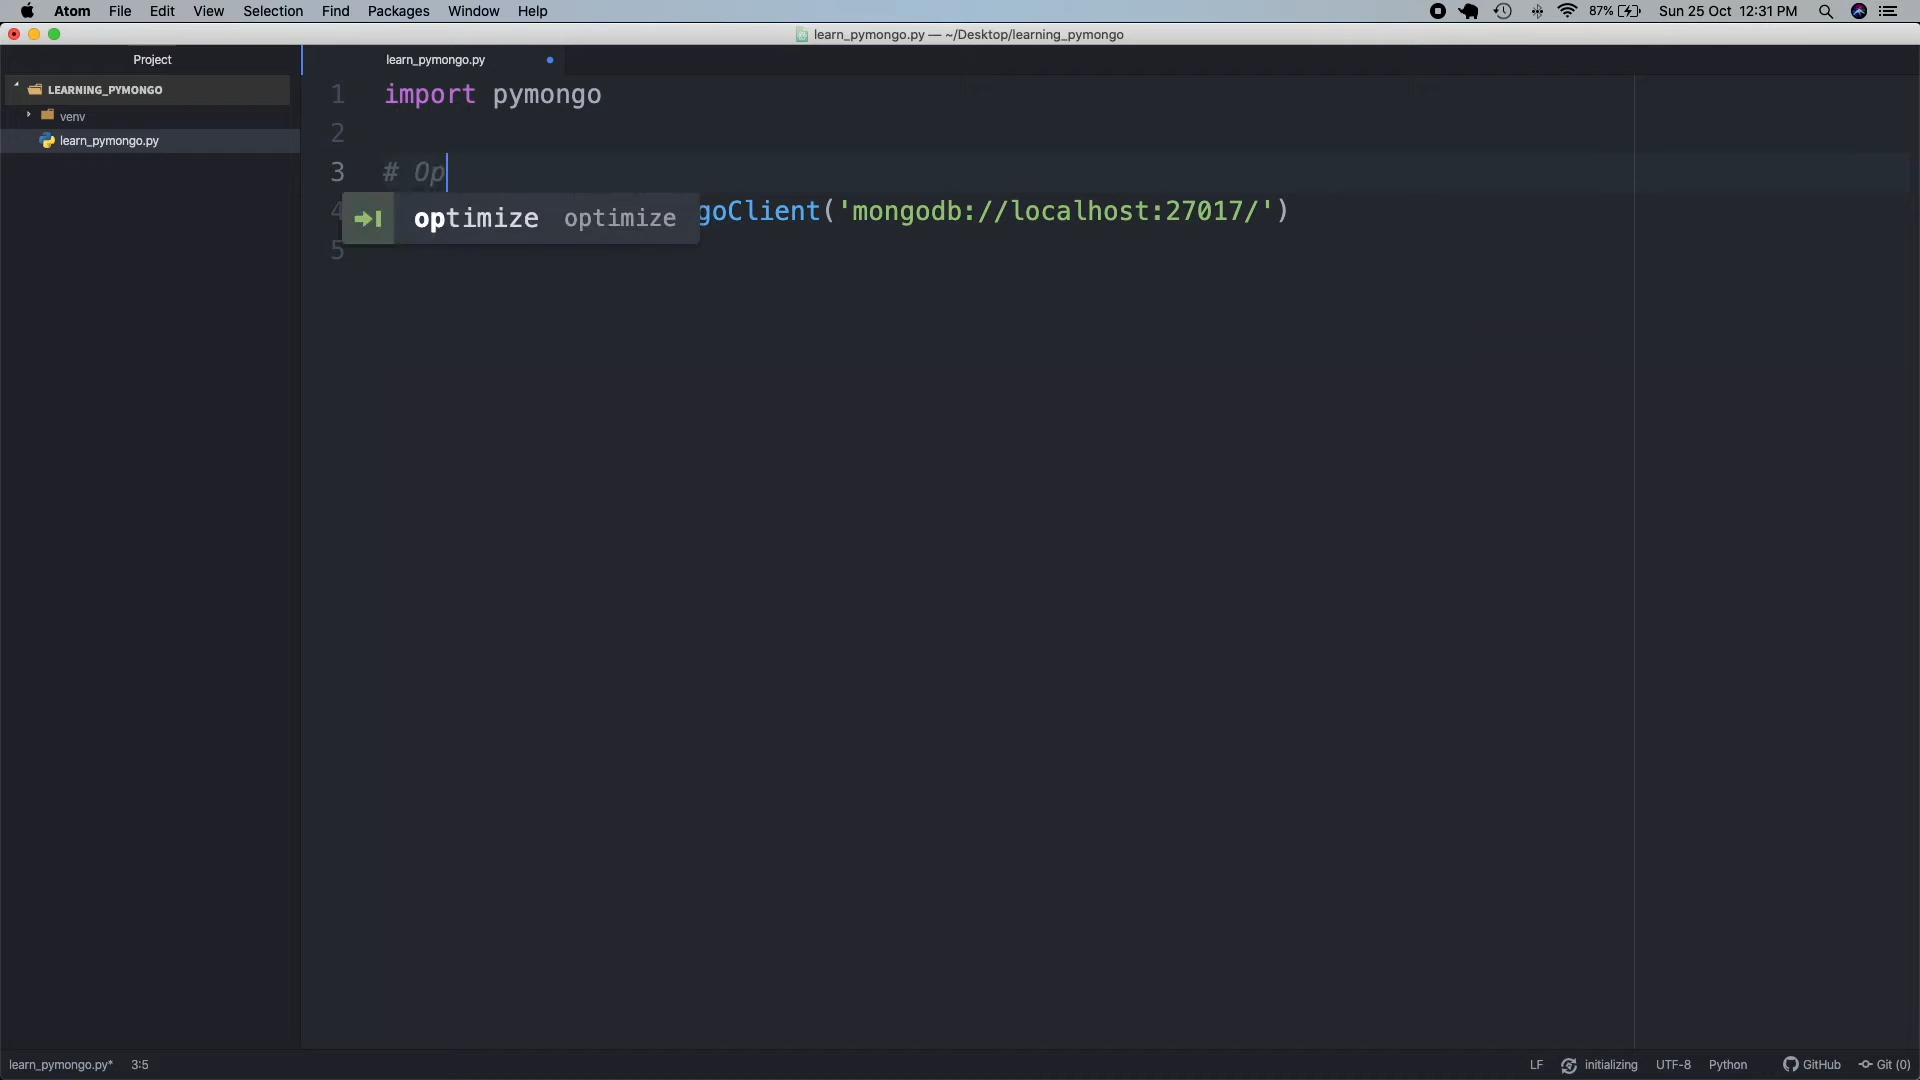 Atom File Edit View Selection Find Packages Window Help 87% Sun 25 Oct 12:31 PM
learn_pymongo.py — ~/Desktop/learning_pymongo
Project
learn_pymongo.py
LEARNING_PYMONGO
venv
learn_pymongo.py
1 import pymongo
2
3 # Op
4 goClient('mongodb://localhost:27017/')
optimize optimize
5
learn_pymongo.py* 3:5 LF initializing UTF-8 Python GitHub Git (0)